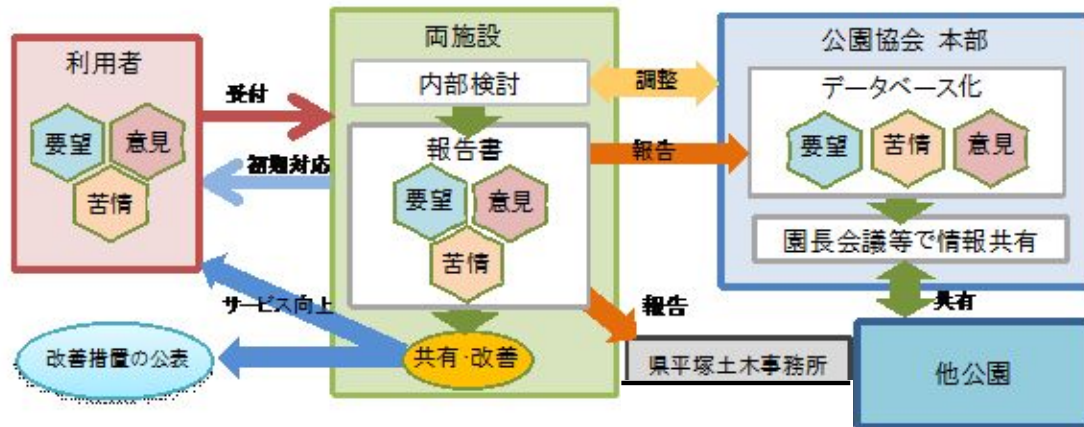 利用者
要望
意見
苦情
受付
初期対応
サービス向上
改善措置の公表
両施設
内部検討
報告書
要望
意見
苦情
共有・改善
調整
報告
報告
県平塚土木事務所
公園協会 本部
データベース化
要望
苦情
意見
園長会議等で情報共有
共有
他公園